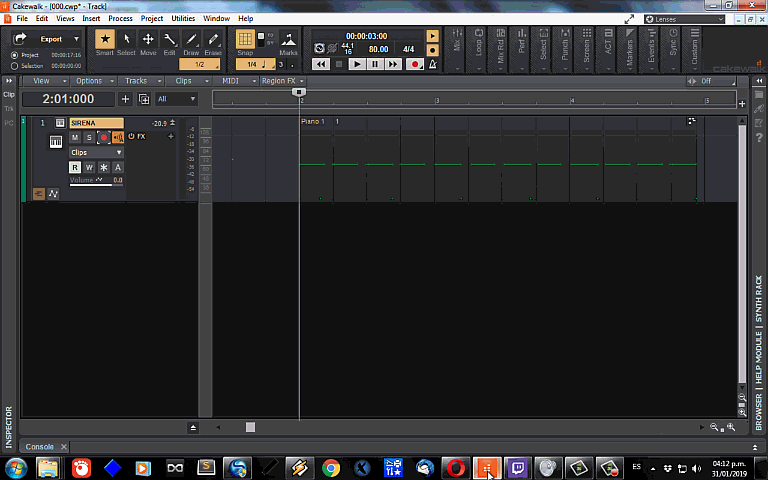 Cakewalk - [000.cwp* - Track]
File Edit Views Insert Process Project Utilities Window Help
Lenses
Export
Project 00:00:17:16
Selection 00:00:00:00
Smart Select Move Edit Draw Erase
1/2
Snap
TO
BY
Marks
1/4 3
00:00:03:00
44.1
16
80.00
4/4
Mix
Loop
Mix Rcl
Perf
Select
Punch
Screen
ACT
Markers
Events
Sync
Custom
cakewalk
View Options Tracks Clips MIDI Region FX Off
2:01:000
All
2 3 4 5
Clip
Trk
PC
1 SIRENA -20.9
M S FX
Clips
R W A
Volume 0.0
-6
-12
-18
-24
-30
-36
-42
-48
-54
Piano 1 1
INSPECTOR
BROWSER | HELP MODULE | SYNTH RACK
Console
ES
04:12 p.m.
31/01/2019